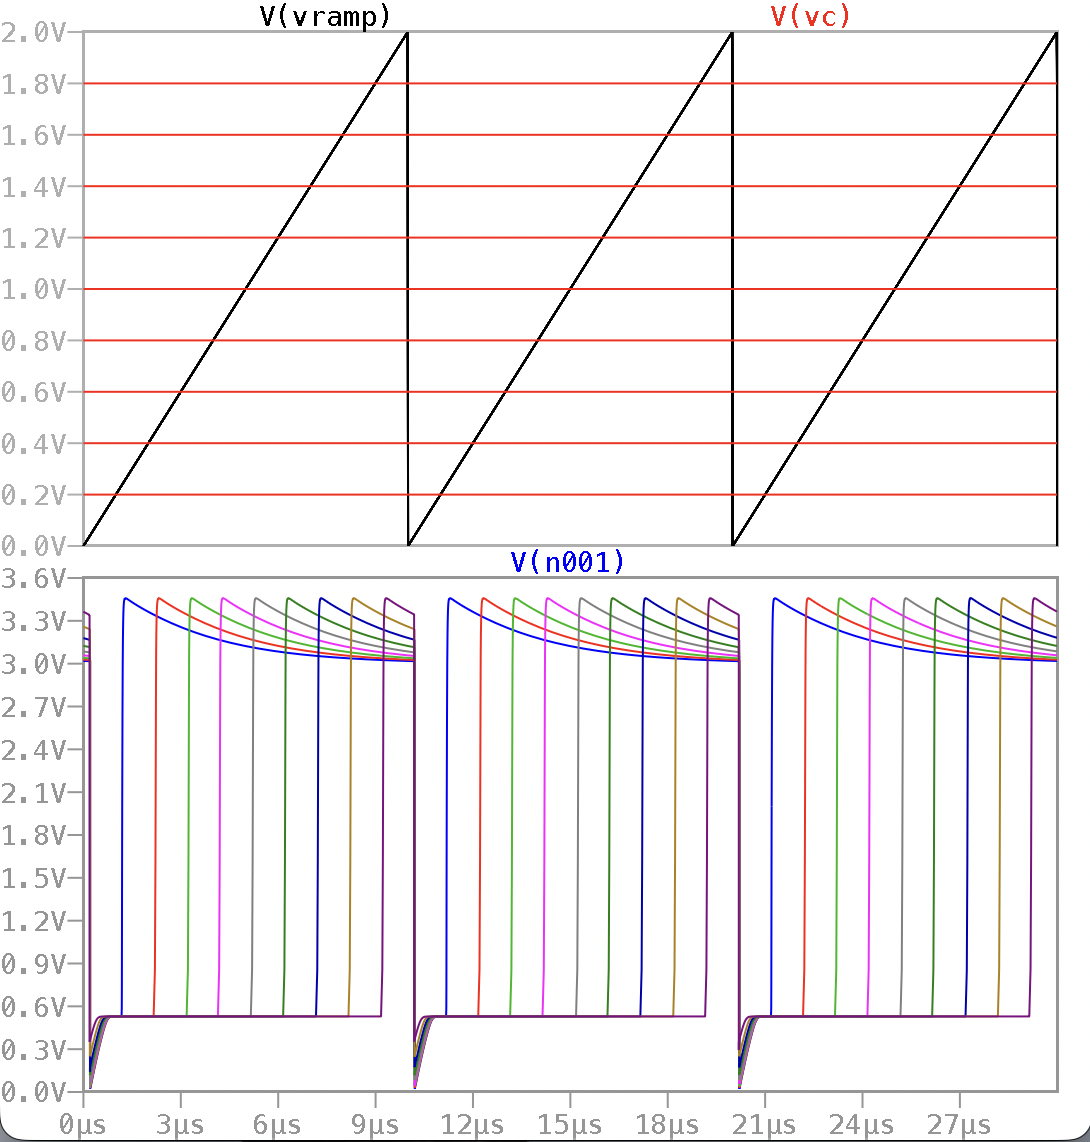 V(vramp) V(vc)
2.0V
1.8V
1.6V
1.4V
1.2V
1.0V
0.8V
0.6V
0.4V
0.2V
0.0V
V(n001)
3.6V
3.3V
3.0V
2.7V
2.4V
2.1V
1.8V
1.5V
1.2V
0.9V
0.6V
0.3V
0.0V
0µs 3µs 6µs 9µs 12µs 15µs 18µs 21µs 24µs 27µs